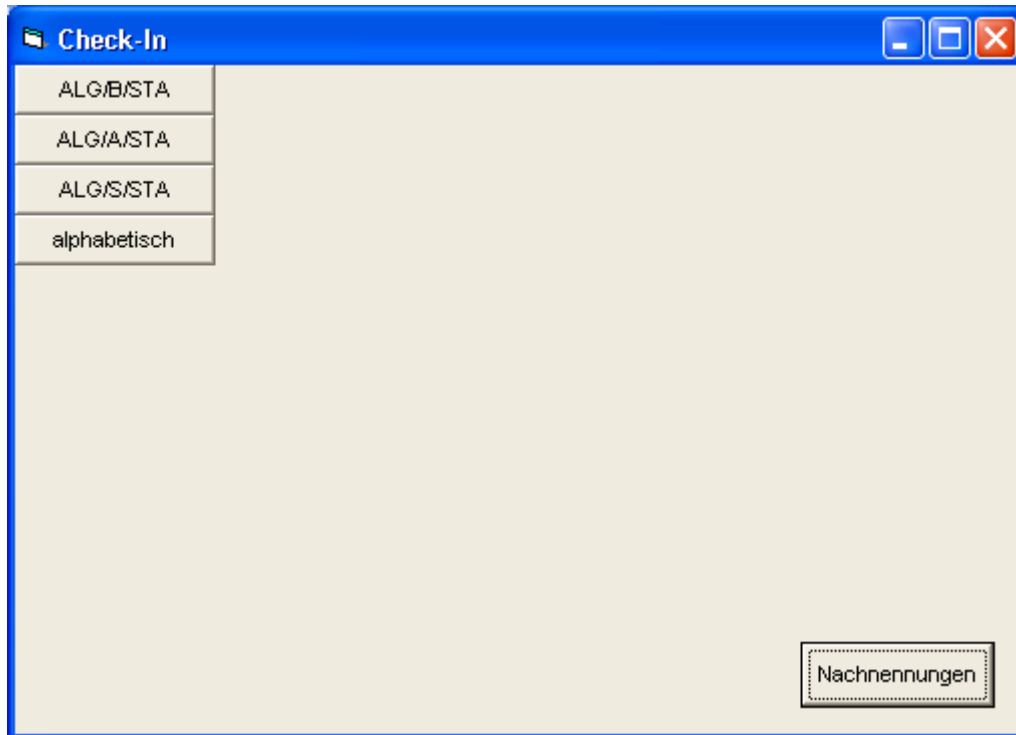 Check-In
ALG/B/STA
ALG/A/STA
ALG/S/STA
alphabetisch
Nachnennungen